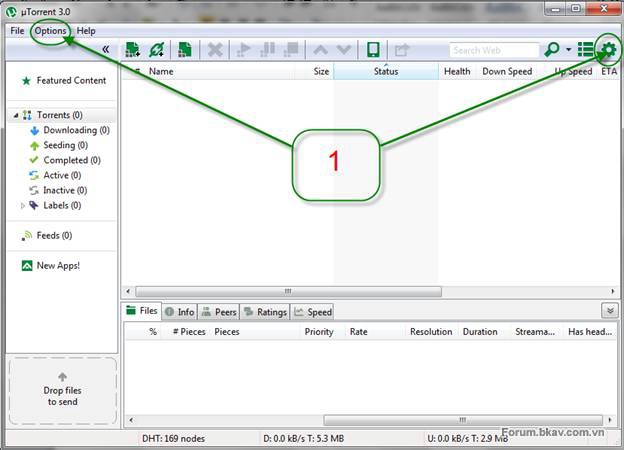 µTorrent 3.0
File Options Help
«
Search Web
Featured Content
Torrents (0)
Downloading (0)
Seeding (0)
Completed (0)
Active (0)
Inactive (0)
Labels (0)
Feeds (0)
New Apps!
Drop files
to send
Name Size Status Health Down Speed Up Speed ETA
1
Files Info Peers Ratings Speed
% # Pieces Pieces Priority Rate Resolution Duration Streama... Has head...
DHT: 169 nodes D: 0.0 kB/s T: 5.3 MB U: 0.0 kB/s T: 2.9 MB
Forum.bkav.com.vn